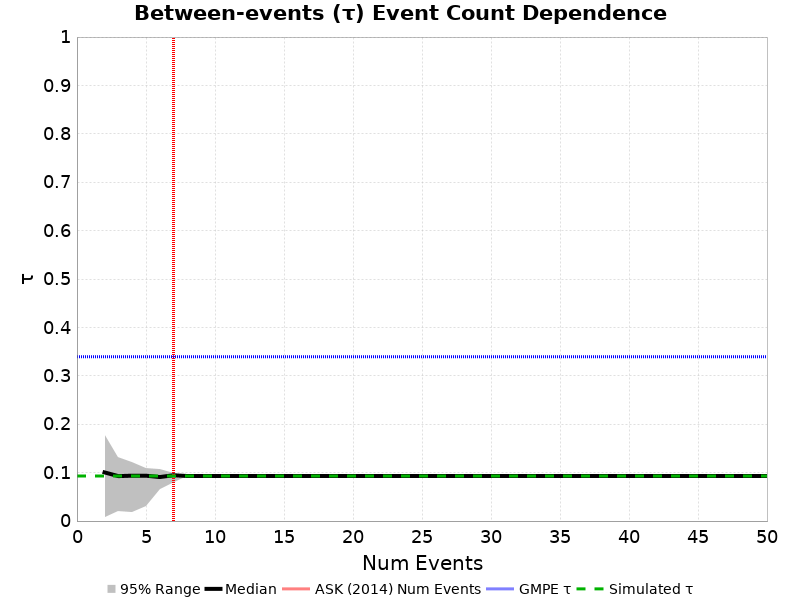 Between-events (τ) Event Count Dependence
1
0.9
0.8
0.7
0.6
0.5
0.4
0.3
0.2
0.1
0
τ
0 5 10 15 20 25 30 35 40 45 50
Num Events
95% Range Median ASK (2014) Num Events GMPE τ Simulated τ